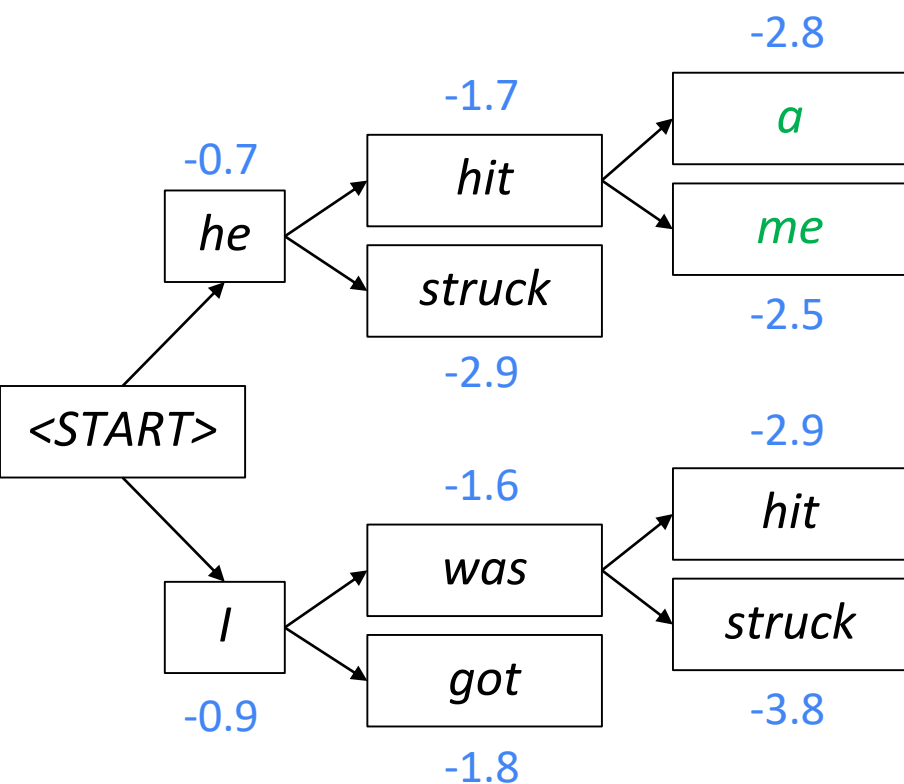 -2.8
-1.7
a
-0.7
hit
me
he
struck
-2.5
-2.9
<START>
-2.9
-1.6
hit
was
I
struck
got
-0.9
-3.8
-1.8